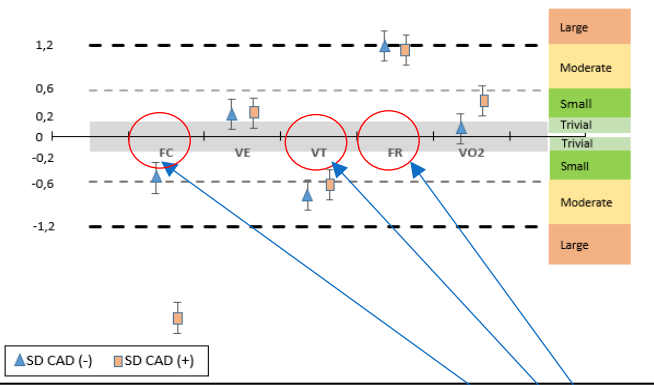 Large
1,2
Moderate
0,6
Small
0,2
Trivial
0
Trivial
FC VE VT FR VO2
-0,2
Small
-0,6
Moderate
-1,2
Large
SD CAD (-) SD CAD (+)